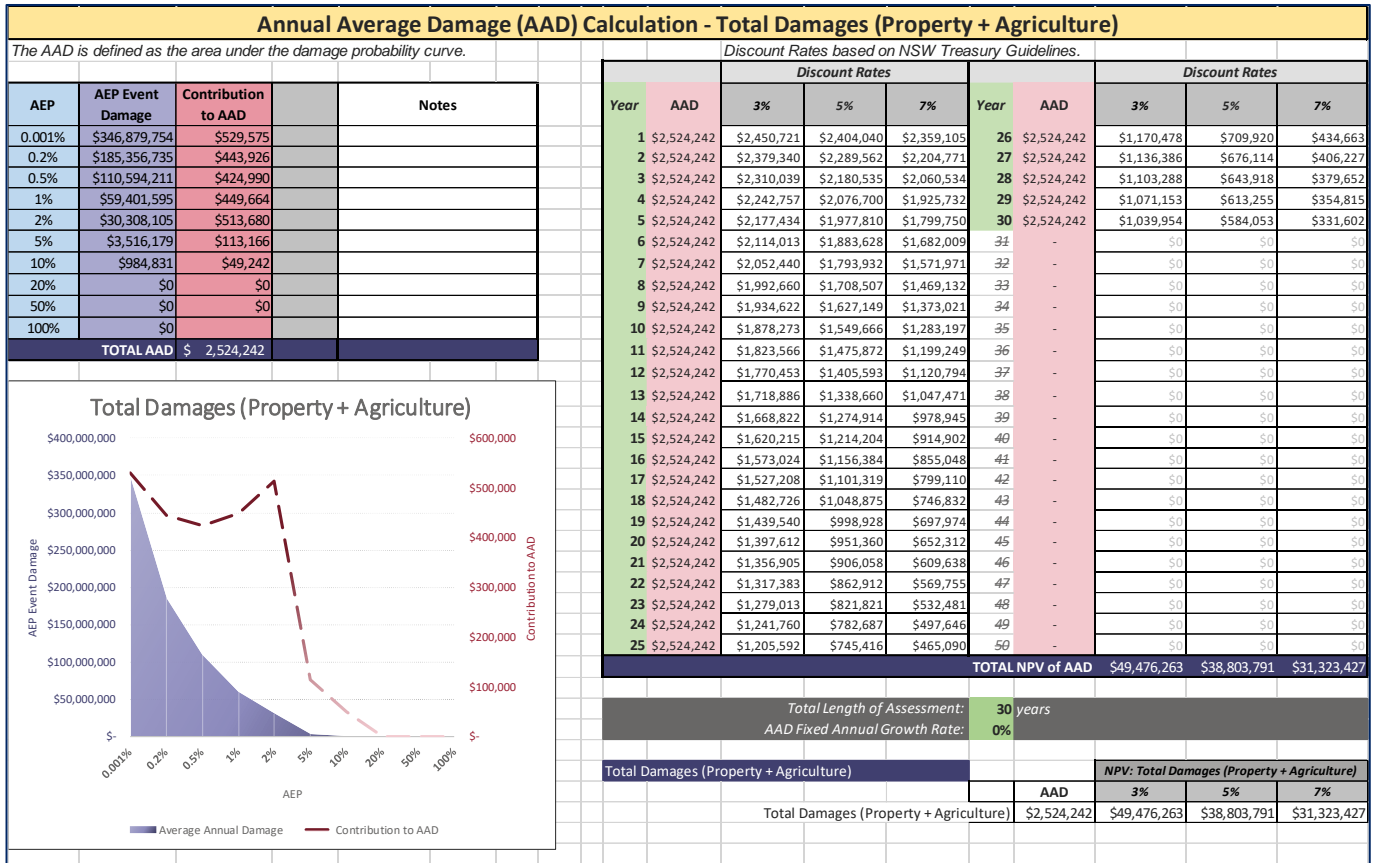 Annual Average Damage (AAD) Calculation - Total Damages (Property + Agriculture)
The AAD is defined as the area under the damage probability curve.
Discount Rates based on NSW Treasury Guidelines.
AEP AEP Event Damage Contribution to AAD Notes
0.001% $346,879,754 $529,575
0.2% $185,356,735 $443,926
0.5% $110,594,211 $424,990
1% $59,401,595 $449,664
2% $30,308,105 $513,680
5% $3,516,179 $113,166
10% $984,831 $49,242
20% $0 $0
50% $0 $0
100% $0
TOTAL AAD $ 2,524,242
Total Damages (Property + Agriculture)
$400,000,000
$350,000,000
$300,000,000
$250,000,000
$200,000,000
$150,000,000
$100,000,000
$50,000,000
$-
AEP Event Damage
$600,000
$500,000
$400,000
$300,000
$200,000
$100,000
$-
Contribution to AAD
0.001% 0.2% 0.5% 1% 2% 5% 10% 20% 50% 100%
AEP
Average Annual Damage Contribution to AAD
Discount Rates Discount Rates
Year AAD 3% 5% 7% Year AAD 3% 5% 7%
1 $2,524,242 $2,450,721 $2,404,040 $2,359,105 26 $2,524,242 $1,170,478 $709,920 $434,663
2 $2,524,242 $2,379,340 $2,289,562 $2,204,771 27 $2,524,242 $1,136,386 $676,114 $406,227
3 $2,524,242 $2,310,039 $2,180,535 $2,060,534 28 $2,524,242 $1,103,288 $643,918 $379,652
4 $2,524,242 $2,242,757 $2,076,700 $1,925,732 29 $2,524,242 $1,071,153 $613,255 $354,815
5 $2,524,242 $2,177,434 $1,977,810 $1,799,750 30 $2,524,242 $1,039,954 $584,053 $331,602
6 $2,524,242 $2,114,013 $1,883,628 $1,682,009 31 - $0 $0 $0
7 $2,524,242 $2,052,440 $1,793,932 $1,571,971 32 - $0 $0 $0
8 $2,524,242 $1,992,660 $1,708,507 $1,469,132 33 - $0 $0 $0
9 $2,524,242 $1,934,622 $1,627,149 $1,373,021 34 - $0 $0 $0
10 $2,524,242 $1,878,273 $1,549,666 $1,283,197 35 - $0 $0 $0
11 $2,524,242 $1,823,566 $1,475,872 $1,199,249 36 - $0 $0 $0
12 $2,524,242 $1,770,453 $1,405,593 $1,120,794 37 - $0 $0 $0
13 $2,524,242 $1,718,886 $1,338,660 $1,047,471 38 - $0 $0 $0
14 $2,524,242 $1,668,822 $1,274,914 $978,945 39 - $0 $0 $0
15 $2,524,242 $1,620,215 $1,214,204 $914,902 40 - $0 $0 $0
16 $2,524,242 $1,573,024 $1,156,384 $855,048 41 - $0 $0 $0
17 $2,524,242 $1,527,208 $1,101,319 $799,110 42 - $0 $0 $0
18 $2,524,242 $1,482,726 $1,048,875 $746,832 43 - $0 $0 $0
19 $2,524,242 $1,439,540 $998,928 $697,974 44 - $0 $0 $0
20 $2,524,242 $1,397,612 $951,360 $652,312 45 - $0 $0 $0
21 $2,524,242 $1,356,905 $906,058 $609,638 46 - $0 $0 $0
22 $2,524,242 $1,317,383 $862,912 $569,755 47 - $0 $0 $0
23 $2,524,242 $1,279,013 $821,821 $532,481 48 - $0 $0 $0
24 $2,524,242 $1,241,760 $782,687 $497,646 49 - $0 $0 $0
25 $2,524,242 $1,205,592 $745,416 $465,090 50 - $0 $0 $0
TOTAL NPV of AAD $49,476,263 $38,803,791 $31,323,427
Total Length of Assessment: 30 years
AAD Fixed Annual Growth Rate: 0%
Total Damages (Property + Agriculture) NPV: Total Damages (Property + Agriculture)
AAD 3% 5% 7%
Total Damages (Property + Agriculture) $2,524,242 $49,476,263 $38,803,791 $31,323,427